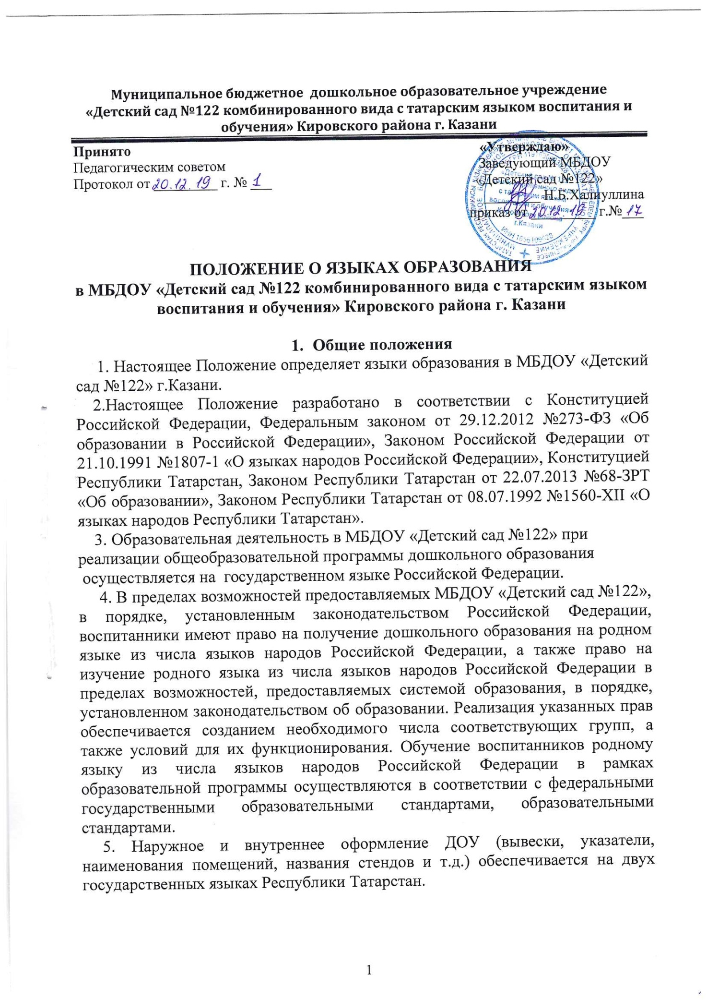 Муниципальное бюджетное дошкольное образовательное учреждение
«Детский сад №122 комбинированного вида с татарским языком воспитания и
обучения» Кировского района г. Казани
Принято
Педагогическим советом
Протокол от 20.12.19 г. № 1
«Утверждаю»
Заведующий МБДОУ
«Детский сад №122»
Н.Б.Халиуллина
приказ от 20.12.19 г.№ 17
с татарским языком
воспитания и обучения»
г.Казани
ПОЛОЖЕНИЕ О ЯЗЫКАХ ОБРАЗОВАНИЯ
в МБДОУ «Детский сад №122 комбинированного вида с татарским языком
воспитания и обучения» Кировского района г. Казани
1. Общие положения
1. Настоящее Положение определяет языки образования в МБДОУ «Детский
сад №122» г.Казани.
2.Настоящее Положение разработано в соответствии с Конституцией
Российской Федерации, Федеральным законом от 29.12.2012 №273-ФЗ «Об
образовании в Российской Федерации», Законом Российской Федерации от
21.10.1991 №1807-1 «О языках народов Российской Федерации», Конституцией
Республики Татарстан, Законом Республики Татарстан от 22.07.2013 №68-ЗРТ
«Об образовании», Законом Республики Татарстан от 08.07.1992 №1560-XII «О
языках народов Республики Татарстан».
3. Образовательная деятельность в МБДОУ «Детский сад №122» при
реализации общеобразовательной программы дошкольного образования
осуществляется на государственном языке Российской Федерации.
4. В пределах возможностей предоставляемых МБДОУ «Детский сад №122»,
в порядке, установленным законодательством Российской Федерации,
воспитанники имеют право на получение дошкольного образования на родном
языке из числа языков народов Российской Федерации, а также право на
изучение родного языка из числа языков народов Российской Федерации в
пределах возможностей, предоставляемых системой образования, в порядке,
установленном законодательством об образовании. Реализация указанных прав
обеспечивается созданием необходимого числа соответствующих групп, а
также условий для их функционирования. Обучение воспитанников родному
языку из числа языков народов Российской Федерации в рамках
образовательной программы осуществляются в соответствии с федеральными
государственными образовательными стандартами, образовательными
стандартами.
5. Наружное и внутреннее оформление ДОУ (вывески, указатели,
наименования помещений, названия стендов и т.д.) обеспечивается на двух
государственных языках Республики Татарстан.
1